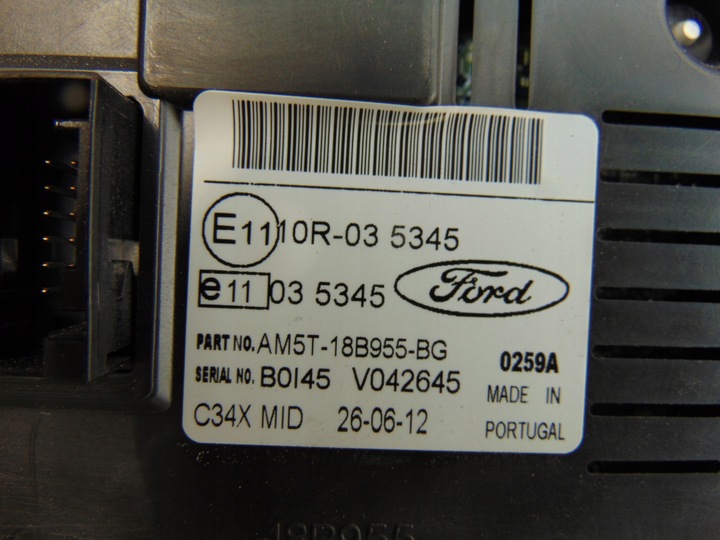 E11 10R-03 5345
e11 03 5345 Ford
PART NO. AM5T-18B955-BG 0259A
SERIAL NO. B0I45 V042645 MADE IN
C34X MID 26-06-12 PORTUGAL
18B955